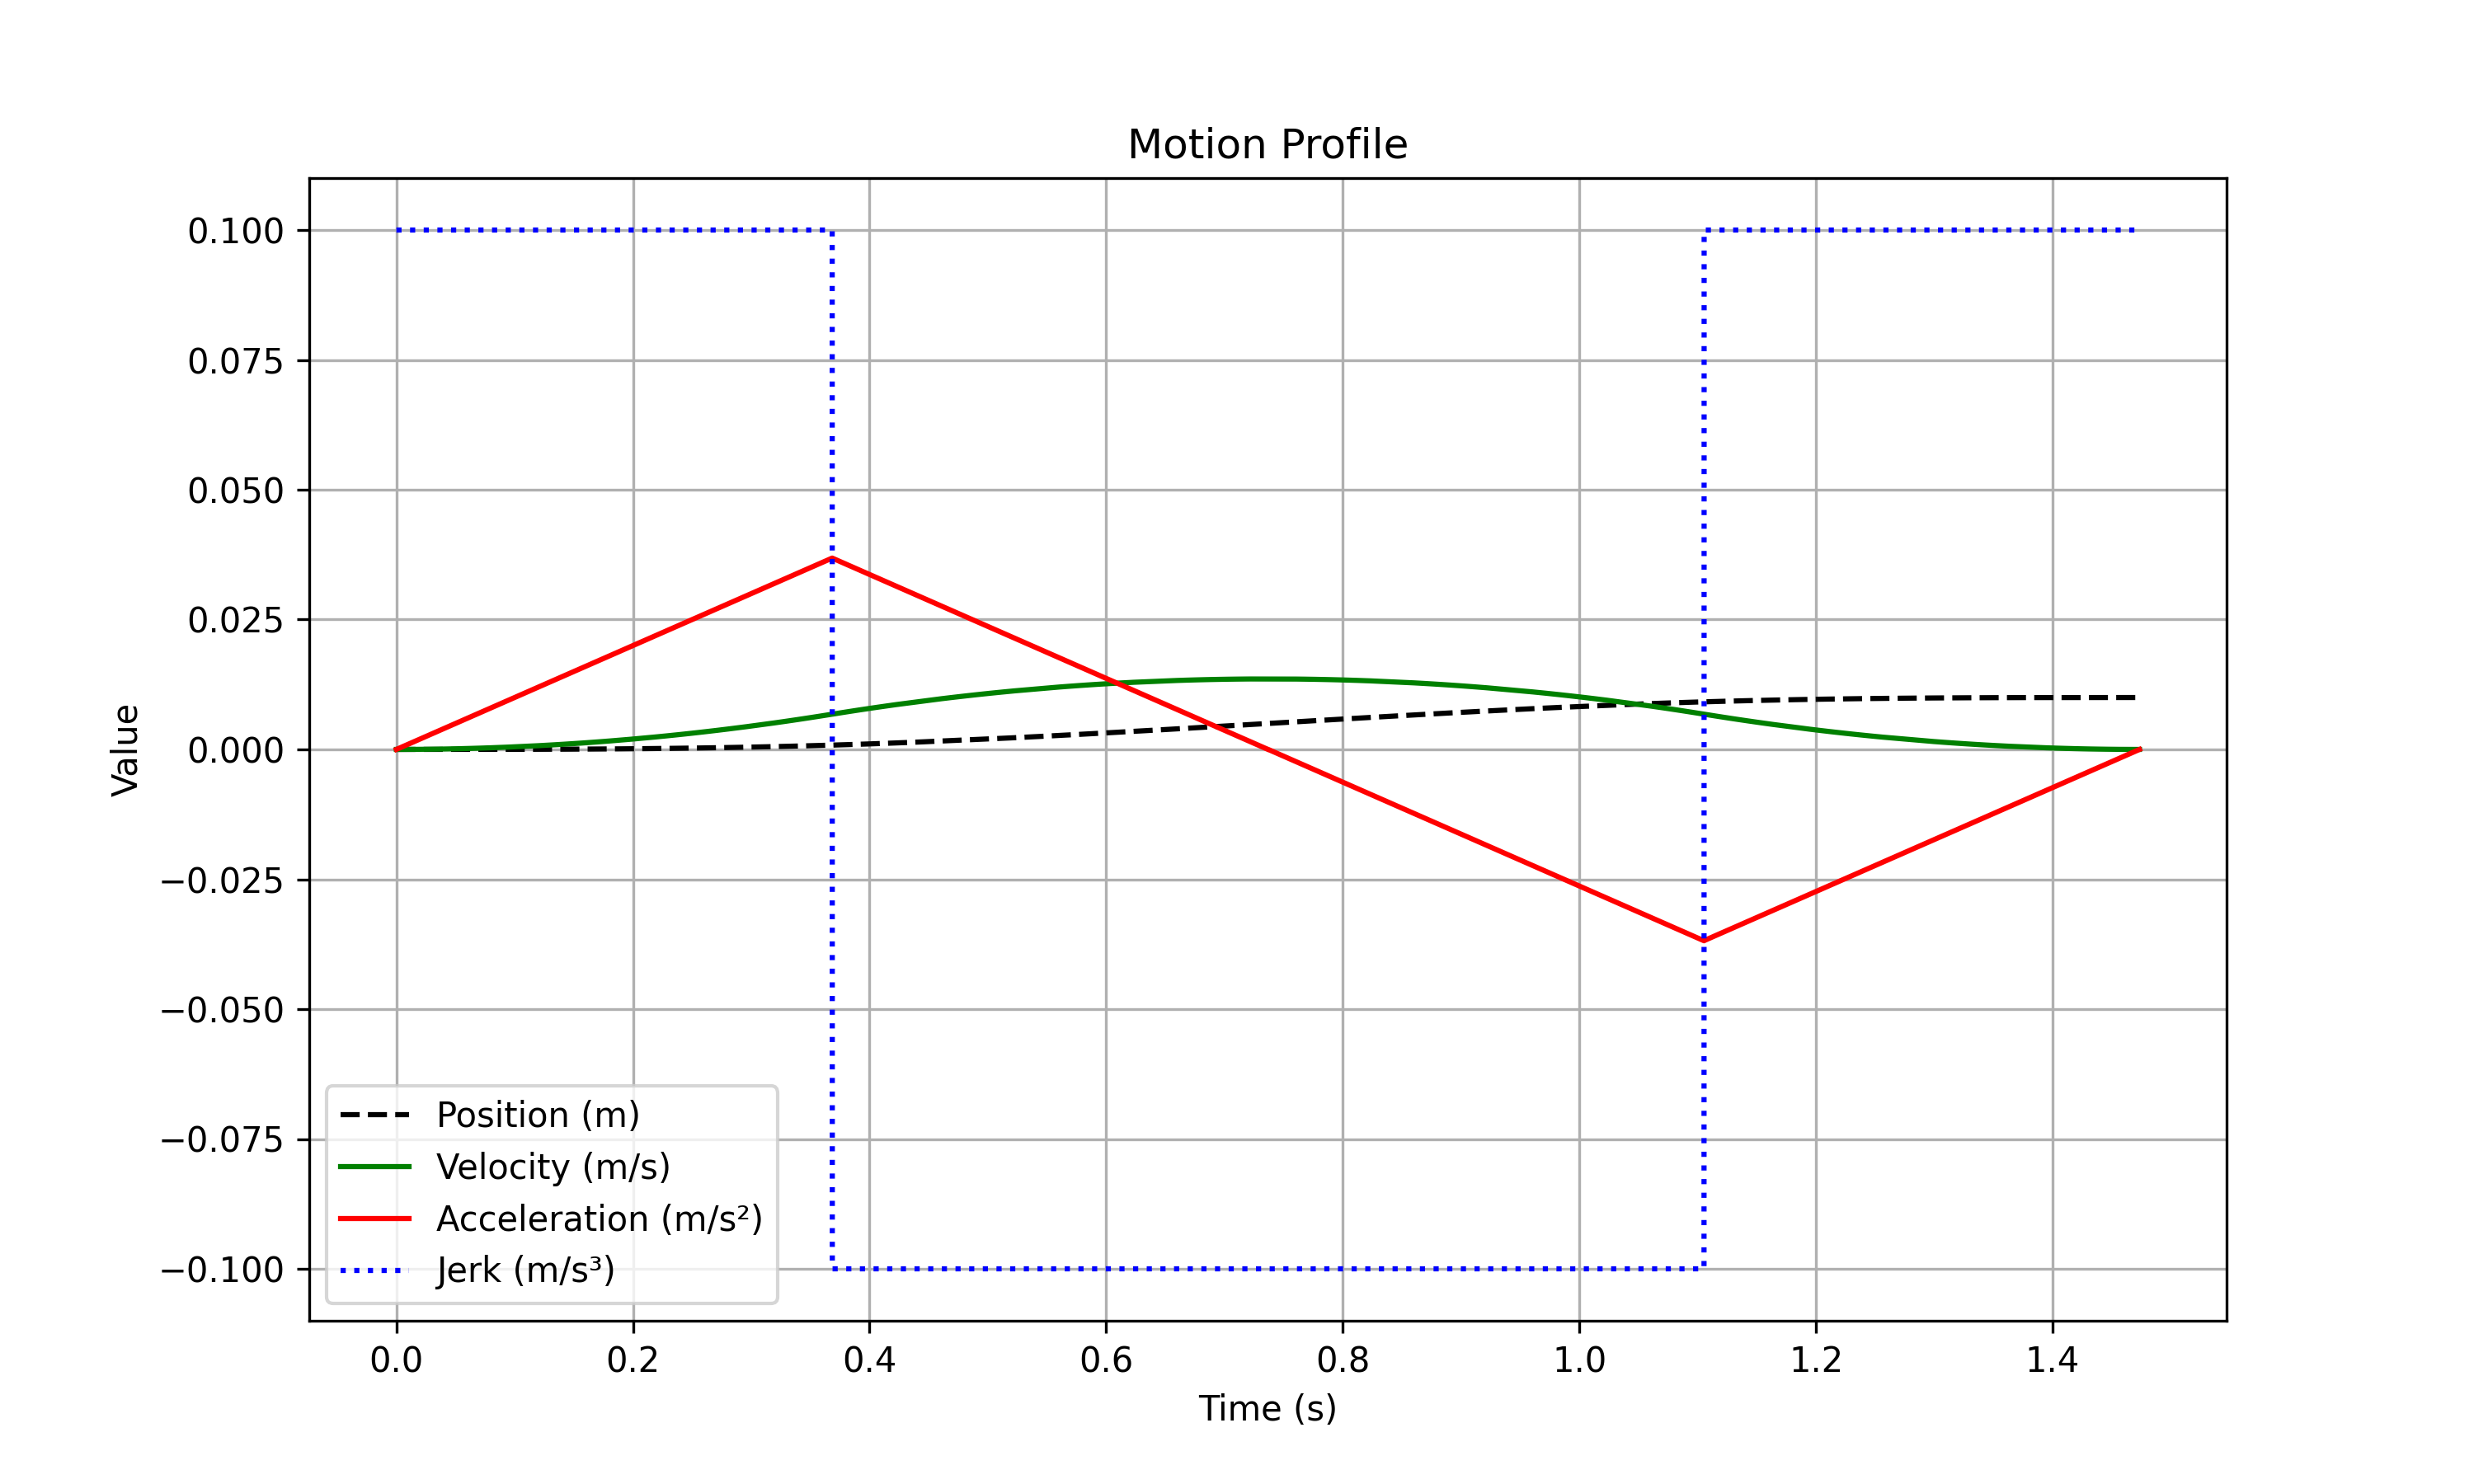 Motion Profile
0.100
0.075
0.050
0.025
0.000
−0.025
−0.050
−0.075
−0.100
Value
Position (m)
Velocity (m/s)
Acceleration (m/s²)
Jerk (m/s³)
0.0 0.2 0.4 0.6 0.8 1.0 1.2 1.4
Time (s)